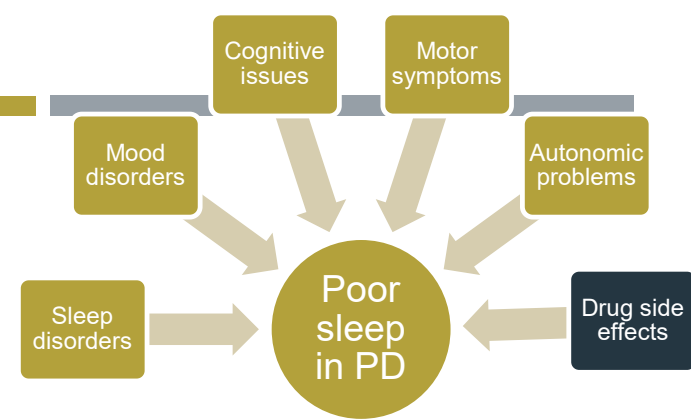 Cognitive
issues
Motor
symptoms
Mood
disorders
Autonomic
problems
Sleep
disorders
Poor
sleep
in PD
Drug side
effects